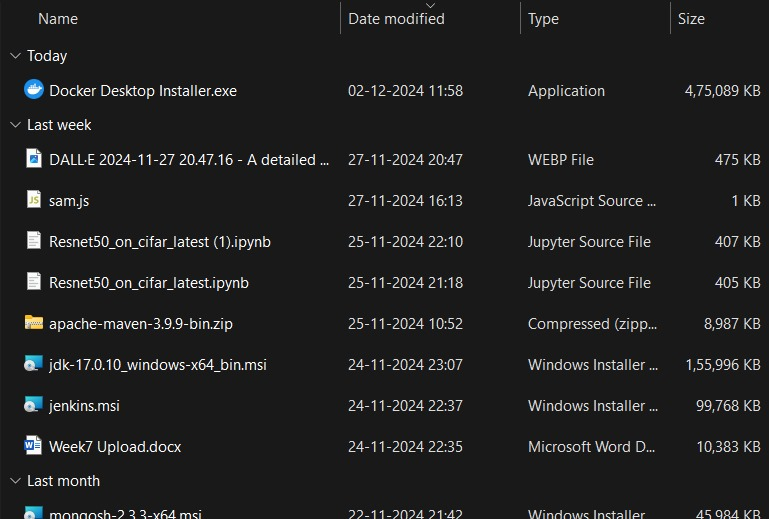 Name Date modified Type Size
Today
Docker Desktop Installer.exe 02-12-2024 11:58 Application 4,75,089 KB
Last week
DALL·E 2024-11-27 20.47.16 - A detailed ... 27-11-2024 20:47 WEBP File 475 KB
JS sam.js 27-11-2024 16:13 JavaScript Source ... 1 KB
Resnet50_on_cifar_latest (1).ipynb 25-11-2024 22:10 Jupyter Source File 407 KB
Resnet50_on_cifar_latest.ipynb 25-11-2024 21:18 Jupyter Source File 405 KB
apache-maven-3.9.9-bin.zip 25-11-2024 10:52 Compressed (zipp... 8,987 KB
jdk-17.0.10_windows-x64_bin.msi 24-11-2024 23:07 Windows Installer ... 1,55,996 KB
jenkins.msi 24-11-2024 22:37 Windows Installer ... 99,768 KB
W Week7 Upload.docx 24-11-2024 22:35 Microsoft Word D... 10,383 KB
Last month
mongosh-2.3.3-x64.msi 22-11-2024 21:42 Windows Installer 45,984 KB